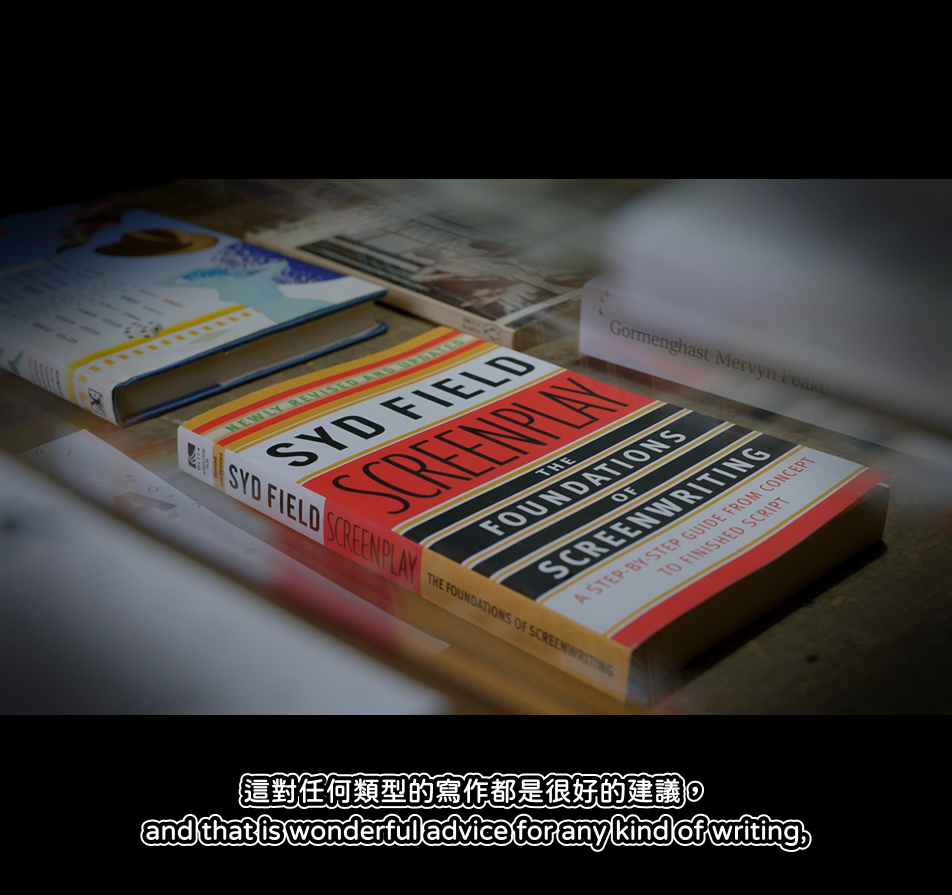 Gormenghast Mervyn Peake
NEWLY REVISED AND UPDATED
SYD FIELD
SCREENPLAY
THE
FOUNDATIONS
OF
SCREENWRITING
A STEP-BY-STEP GUIDE FROM CONCEPT
TO FINISHED SCRIPT
SYD FIELD
SCREENPLAY
THE FOUNDATIONS OF SCREENWRITING
這對任何類型的寫作都是很好的建議，
and that is wonderful advice for any kind of writing,